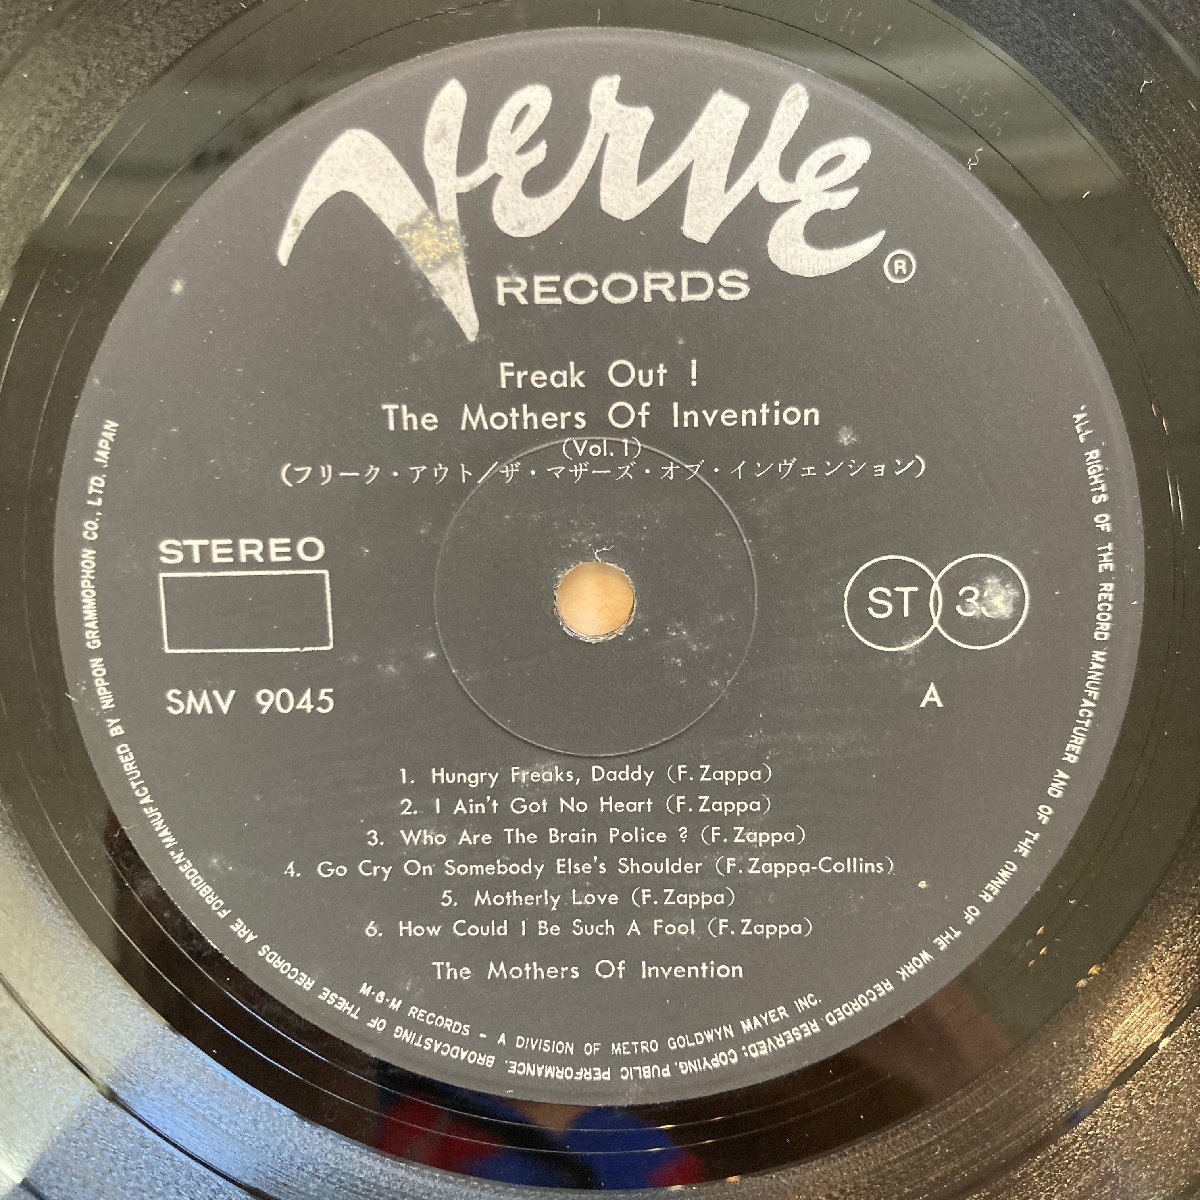 Verve
RECORDS ®
Freak Out !
The Mothers Of Invention
(Vol. 1)
(フリーク・アウト/ザ・マザーズ・オブ・インヴェンション)
STEREO
SMV 9045
ST 33
A
1. Hungry Freaks, Daddy (F. Zappa)
2. I Ain't Got No Heart (F. Zappa)
3. Who Are The Brain Police ? (F. Zappa)
4. Go Cry On Somebody Else's Shoulder (F. Zappa-Collins)
5. Motherly Love (F. Zappa)
6. How Could I Be Such A Fool (F. Zappa)
The Mothers Of Invention
M·G·M RECORDS – A DIVISION OF METRO GOLDWYN MAYER INC.
'ALL RIGHTS OF THE RECORD MANUFACTURER AND OF THE OWNER OF THE WORK RECORDED RESERVED: COPYING, PUBLIC PERFORMANCE, BROADCASTING OF THESE RECORDS ARE FORBIDDEN, MANUFACTURED BY NIPPON GRAMMOPHON CO., LTD. JAPAN